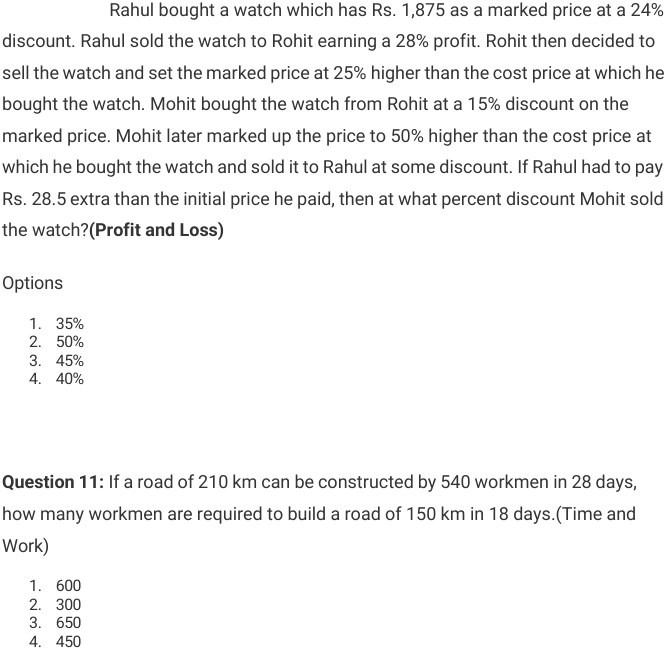 Rahul bought a watch which has Rs. 1,875 as a marked price at a 24%
discount. Rahul sold the watch to Rohit earning a 28% profit. Rohit then decided to
sell the watch and set the marked price at 25% higher than the cost price at which he
bought the watch. Mohit bought the watch from Rohit at a 15% discount on the
marked price. Mohit later marked up the price to 50% higher than the cost price at
which he bought the watch and sold it to Rahul at some discount. If Rahul had to pay
Rs. 28.5 extra than the initial price he paid, then at what percent discount Mohit sold
the watch?(Profit and Loss)
Options
1. 35%
2. 50%
3. 45%
4. 40%
Question 11: If a road of 210 km can be constructed by 540 workmen in 28 days,
how many workmen are required to build a road of 150 km in 18 days.(Time and
Work)
1. 600
2. 300
3. 650
4. 450